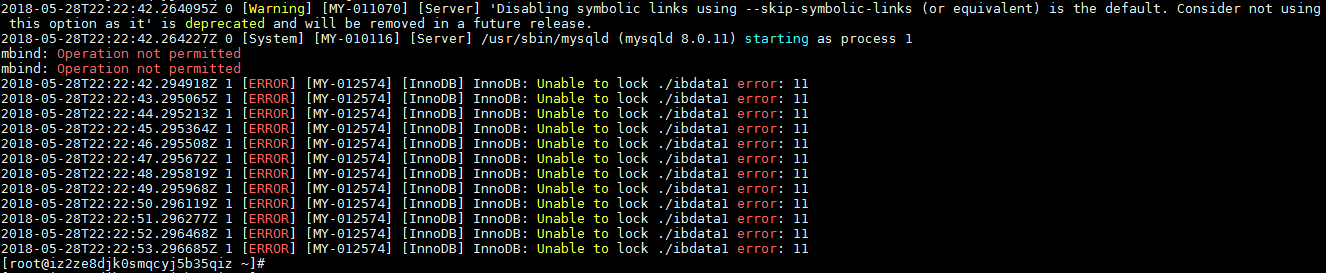 2018-05-28T22:22:42.264095Z 0 [Warning] [MY-011070] [Server] 'Disabling symbolic links using --skip-symbolic-links (or equivalent) is the default. Consider not using
this option as it' is deprecated and will be removed in a future release.
2018-05-28T22:22:42.264227Z 0 [System] [MY-010116] [Server] /usr/sbin/mysqld (mysqld 8.0.11) starting as process 1
mbind: Operation not permitted
mbind: Operation not permitted
2018-05-28T22:22:42.294918Z 1 [ERROR] [MY-012574] [InnoDB] InnoDB: Unable to lock ./ibdata1 error: 11
2018-05-28T22:22:43.295065Z 1 [ERROR] [MY-012574] [InnoDB] InnoDB: Unable to lock ./ibdata1 error: 11
2018-05-28T22:22:44.295213Z 1 [ERROR] [MY-012574] [InnoDB] InnoDB: Unable to lock ./ibdata1 error: 11
2018-05-28T22:22:45.295364Z 1 [ERROR] [MY-012574] [InnoDB] InnoDB: Unable to lock ./ibdata1 error: 11
2018-05-28T22:22:46.295508Z 1 [ERROR] [MY-012574] [InnoDB] InnoDB: Unable to lock ./ibdata1 error: 11
2018-05-28T22:22:47.295672Z 1 [ERROR] [MY-012574] [InnoDB] InnoDB: Unable to lock ./ibdata1 error: 11
2018-05-28T22:22:48.295819Z 1 [ERROR] [MY-012574] [InnoDB] InnoDB: Unable to lock ./ibdata1 error: 11
2018-05-28T22:22:49.295968Z 1 [ERROR] [MY-012574] [InnoDB] InnoDB: Unable to lock ./ibdata1 error: 11
2018-05-28T22:22:50.296119Z 1 [ERROR] [MY-012574] [InnoDB] InnoDB: Unable to lock ./ibdata1 error: 11
2018-05-28T22:22:51.296277Z 1 [ERROR] [MY-012574] [InnoDB] InnoDB: Unable to lock ./ibdata1 error: 11
2018-05-28T22:22:52.296468Z 1 [ERROR] [MY-012574] [InnoDB] InnoDB: Unable to lock ./ibdata1 error: 11
2018-05-28T22:22:53.296685Z 1 [ERROR] [MY-012574] [InnoDB] InnoDB: Unable to lock ./ibdata1 error: 11
[root@iz2ze8djk0smqcyj5b35qiz ~]#